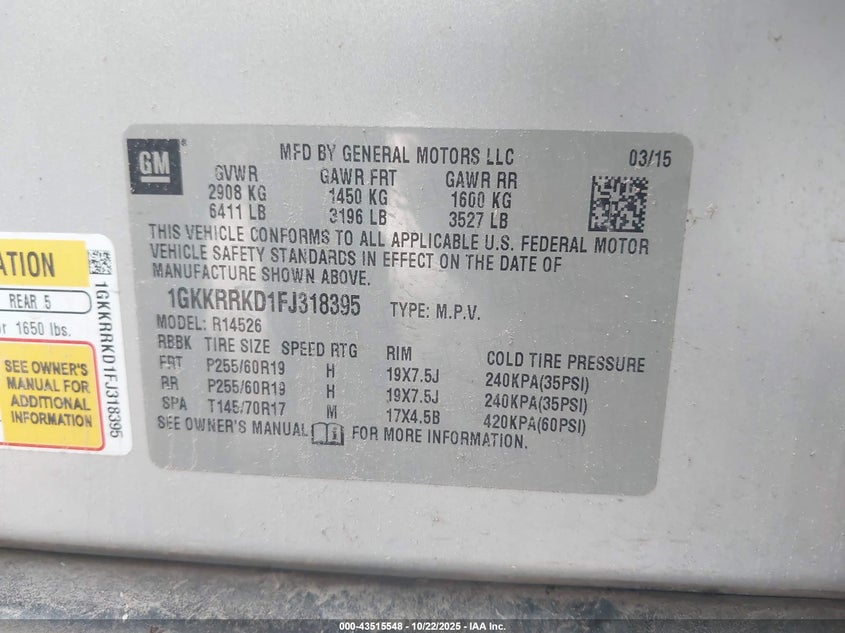 GM
MFD BY GENERAL MOTORS LLC 03/15
GVWR GAWR FRT GAWR RR
2908 KG 1450 KG 1600 KG
6411 LB 3196 LB 3527 LB
THIS VEHICLE CONFORMS TO ALL APPLICABLE U.S. FEDERAL MOTOR
VEHICLE SAFETY STANDARDS IN EFFECT ON THE DATE OF
MANUFACTURE SHOWN ABOVE.
1GKKRRKD1FJ318395 TYPE: M.P.V.
MODEL: R14526
RBBK TIRE SIZE SPEED RTG RIM COLD TIRE PRESSURE
FRT P255/60R19 H 19X7.5J 240KPA(35PSI)
RR P255/60R19 H 19X7.5J 240KPA(35PSI)
SPA T145/70R17 M 17X4.5B 420KPA(60PSI)
SEE OWNER'S MANUAL FOR MORE INFORMATION.
ATION
REAR 5
or 1650 lbs.
SEE OWNER'S
MANUAL FOR
ADDITIONAL
INFORMATION
1GKKRRKD1FJ318395
000-43515548 | 10/22/2025 - IAA Inc.